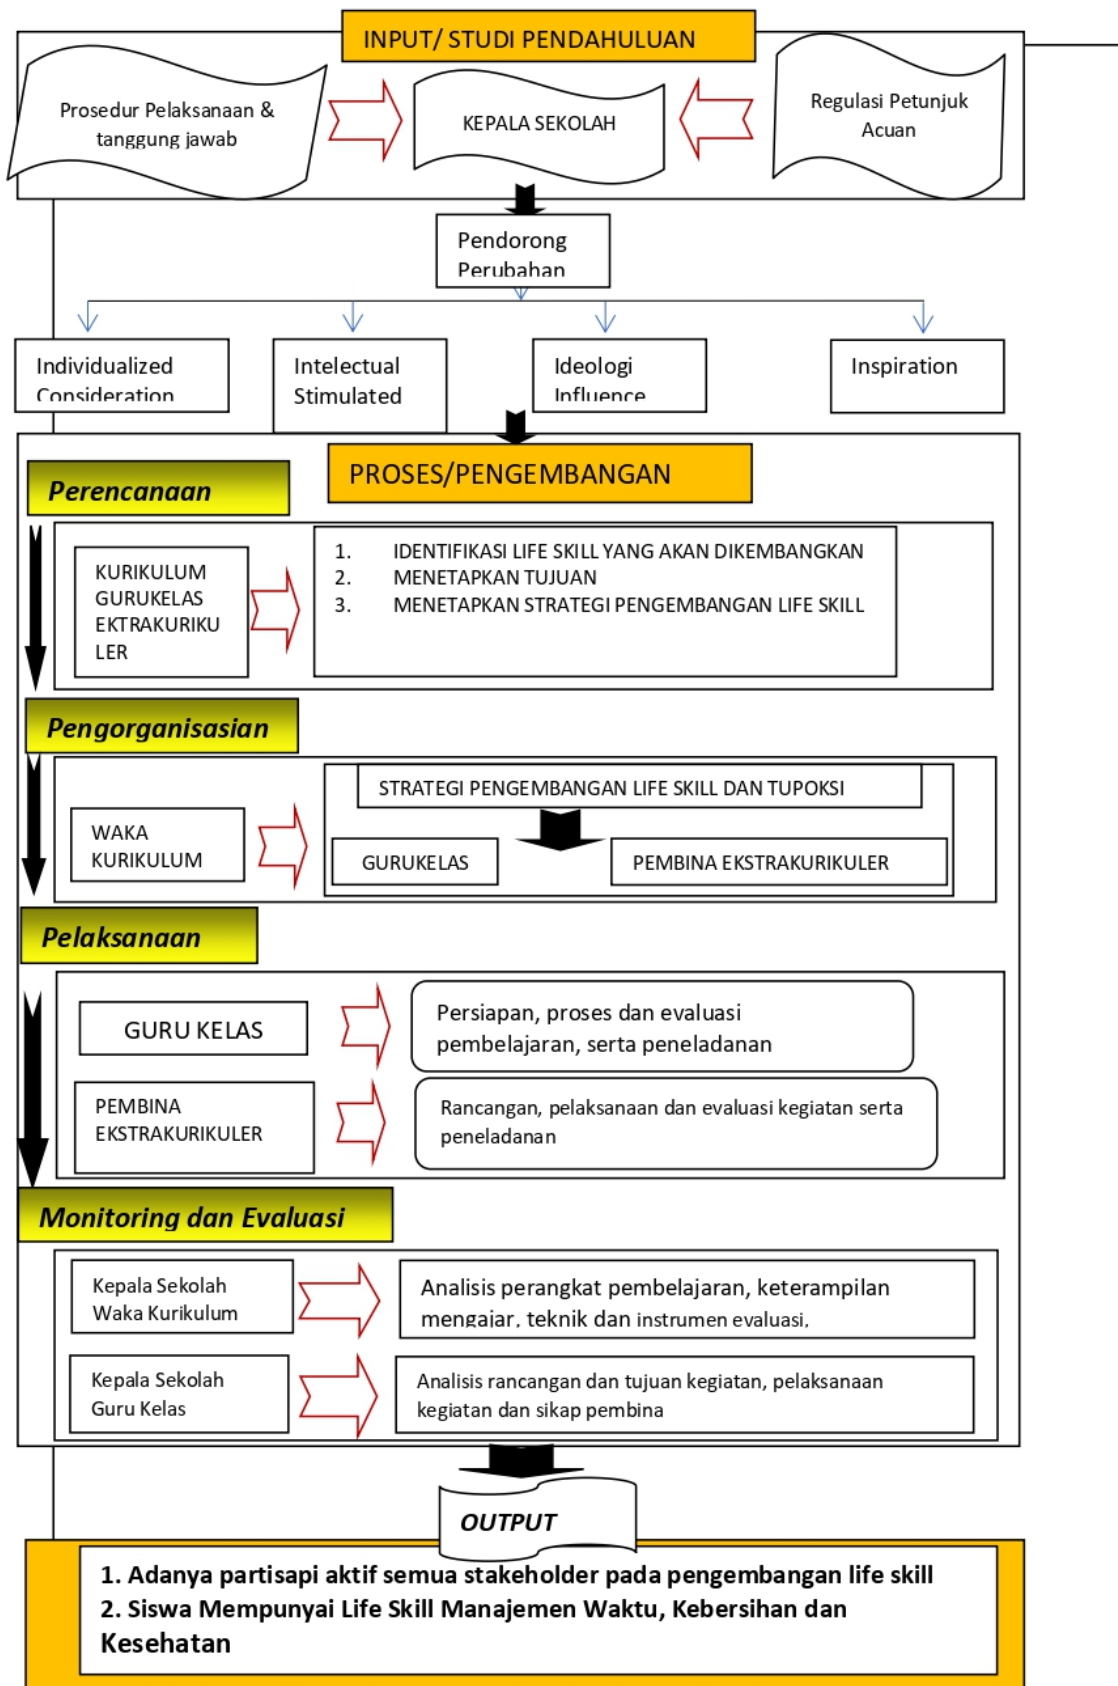 INPUT/ STUDI PENDAHULUAN
Prosedur Pelaksanaan &
tanggung jawab
KEPALA SEKOLAH
Regulasi Petunjuk
Acuan
Pendorong
Perubahan
Individualized
Consideration
Intelectual
Stimulated
Ideologi
Influence
Inspiration
PROSES/PENGEMBANGAN
Perencanaan
KURIKULUM
GURUKELAS
EKTRAKURIKU
LER
1. IDENTIFIKASI LIFE SKILL YANG AKAN DIKEMBANGKAN
2. MENETAPKAN TUJUAN
3. MENETAPKAN STRATEGI PENGEMBANGAN LIFE SKILL
Pengorganisasian
WAKA
KURIKULUM
STRATEGI PENGEMBANGAN LIFE SKILL DAN TUPOKSI
GURUKELAS
PEMBINA EKSTRAKURIKULER
Pelaksanaan
GURU KELAS
Persiapan, proses dan evaluasi
pembelajaran, serta peneladanan
PEMBINA
EKSTRAKURIKULER
Rancangan, pelaksanaan dan evaluasi kegiatan serta
peneladanan
Monitoring dan Evaluasi
Kepala Sekolah
Waka Kurikulum
Analisis perangkat pembelajaran, keterampilan
mengajar, teknik dan instrumen evaluasi,
Kepala Sekolah
Guru Kelas
Analisis rancangan dan tujuan kegiatan, pelaksanaan
kegiatan dan sikap pembina
OUTPUT
1. Adanya partisapi aktif semua stakeholder pada pengembangan life skill
2. Siswa Mempunyai Life Skill Manajemen Waktu, Kebersihan dan
Kesehatan